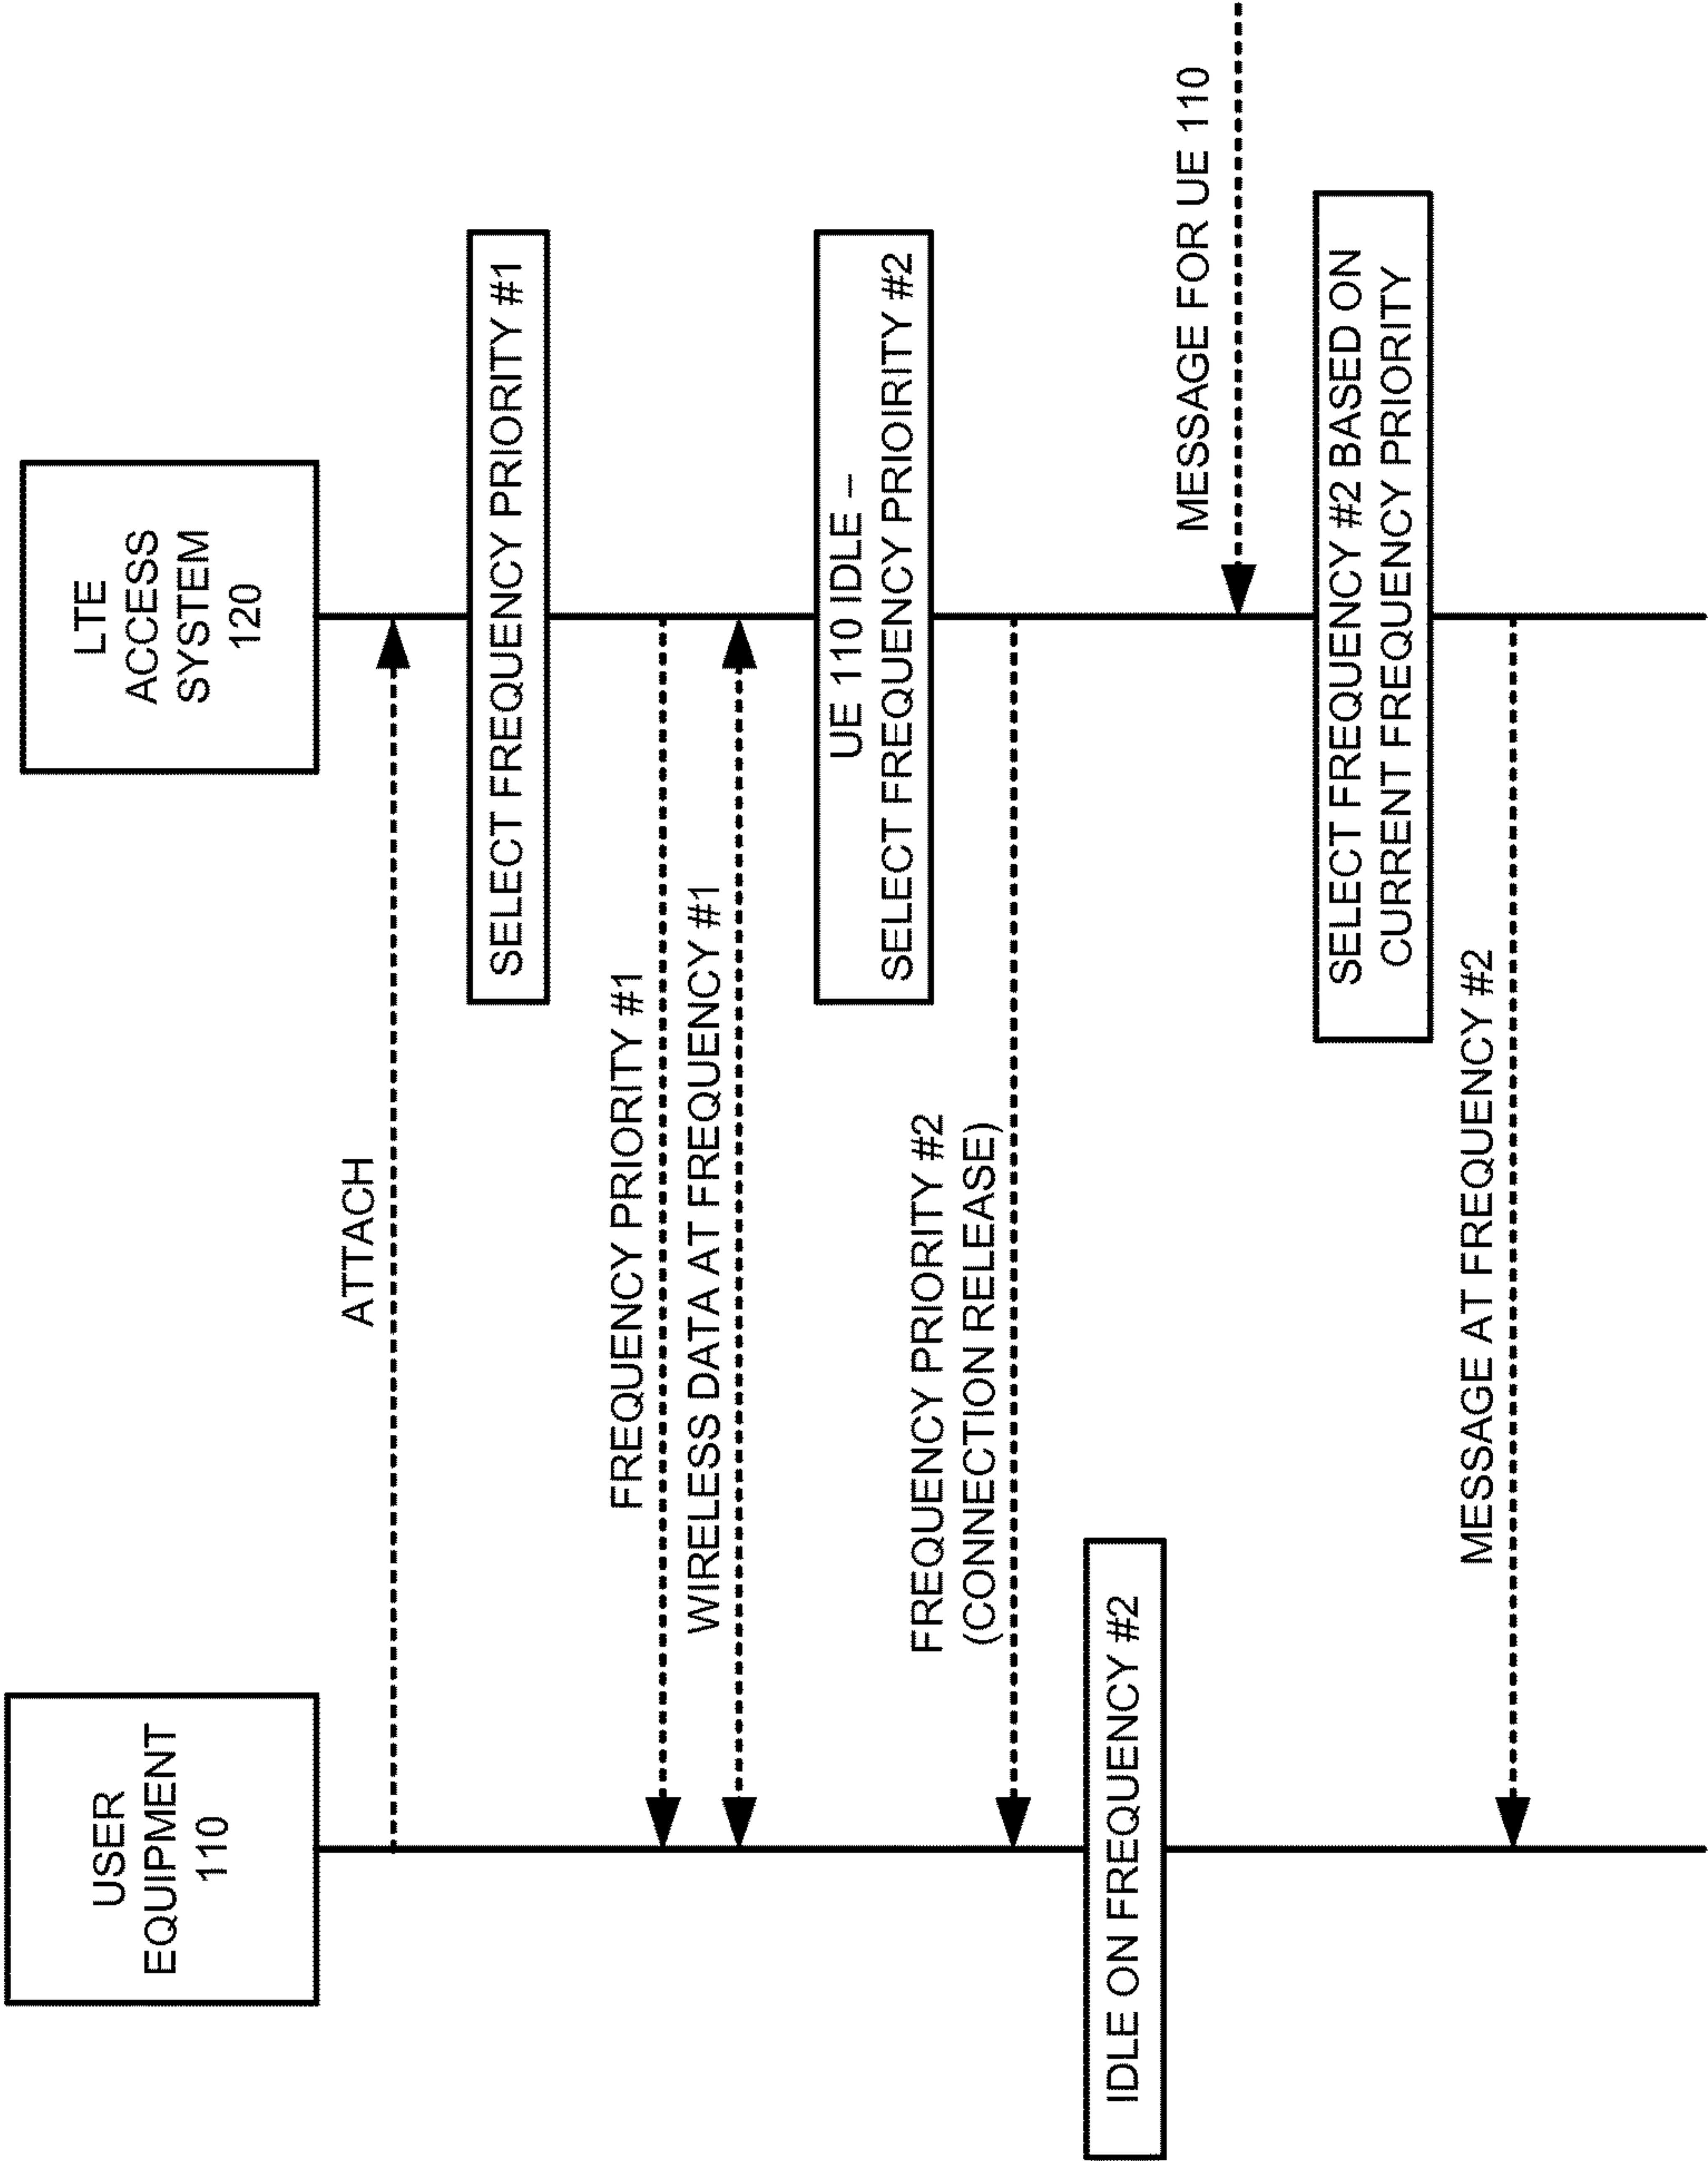 USER
EQUIPMENT
110
LTE
ACCESS
SYSTEM
120
ATTACH
SELECT FREQUENCY PRIORITY #1
FREQUENCY PRIORITY #1
WIRELESS DATA AT FREQUENCY #1
UE 110 IDLE –
SELECT FREQUENCY PRIOIRITY #2
FREQUENCY PRIORITY #2
(CONNECTION RELEASE)
IDLE ON FREQUENCY #2
MESSAGE FOR UE 110
SELECT FREQUENCY #2 BASED ON
CURRENT FREQUENCY PRIORITY
MESSAGE AT FREQUENCY #2